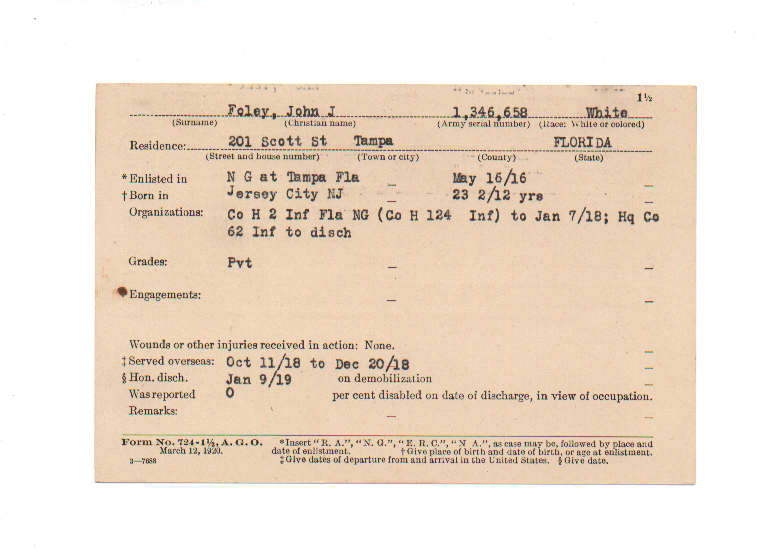 1½
Foley, John J 1,346,658 White
(Surname) (Christian name) (Army serial number) (Race: White or colored)
Residence: 201 Scott St Tampa FLORIDA
(Street and house number) (Town or city) (County) (State)
* Enlisted in N G at Tampa Fla May 16/16
† Born in Jersey City NJ 23 2/12 yrs
Organizations: Co H 2 Inf Fla NG (Co H 124 Inf) to Jan 7/18; Hq Co
62 Inf to disch
Grades: Pvt
Engagements:
Wounds or other injuries received in action: None.
‡ Served overseas: Oct 11/18 to Dec 20/18
§ Hon. disch. Jan 9/19 on demobilization
Was reported 0 per cent disabled on date of discharge, in view of occupation.
Remarks:
Form No. 724-1½, A. G. O. *Insert "R. A.", "N. G.", "E. R. C.", "N A.", as case may be, followed by place and
March 12, 1920. date of enlistment. † Give place of birth and date of birth, or age at enlistment.
3—7688 ‡ Give dates of departure from and arrival in the United States. § Give date.